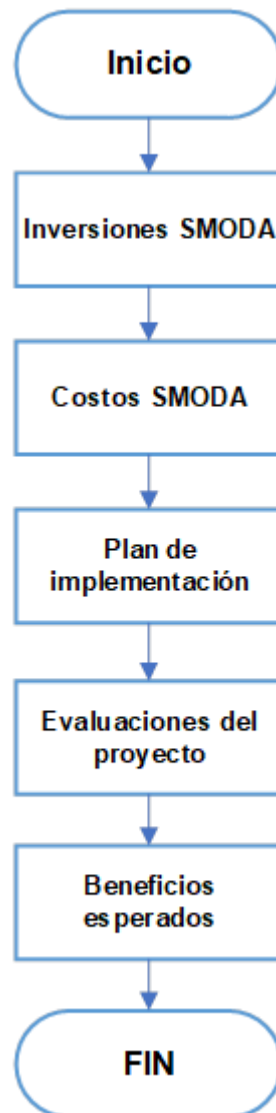 Inicio
Inversiones SMODA
Costos SMODA
Plan de
implementación
Evaluaciones del
proyecto
Beneficios
esperados
FIN